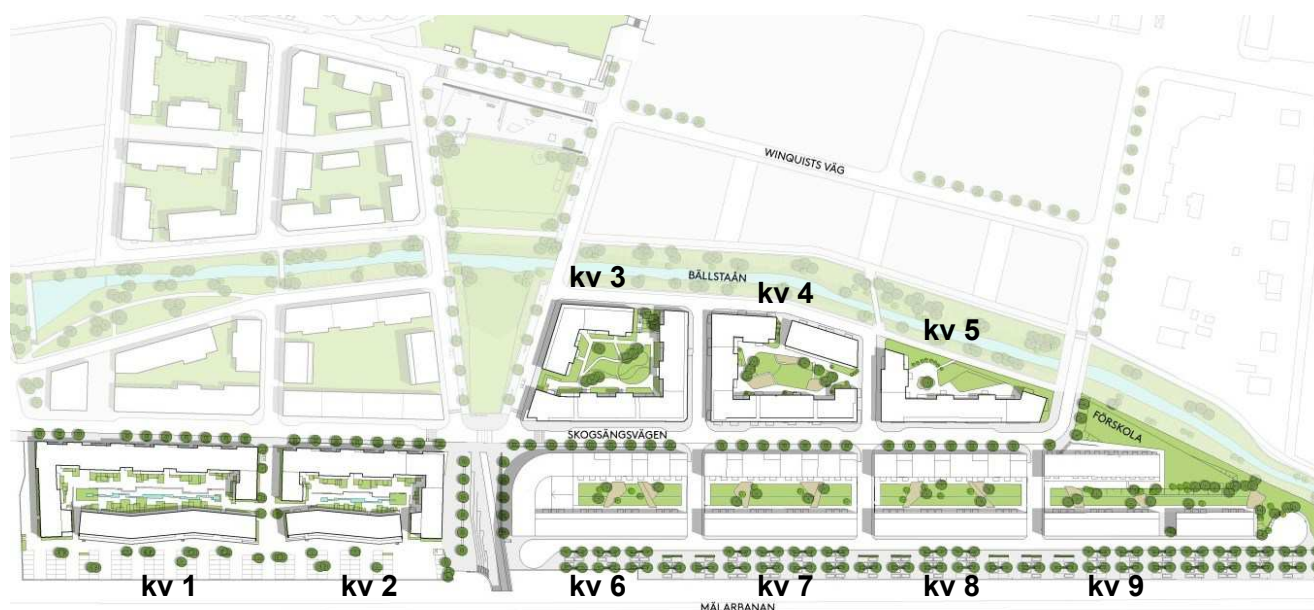 WINQUISTS VÄG
kv 3
BÄLLSTAÅN
kv 4
kv 5
FÖRSKOLA
SKOGSÄNGSVÄGEN
kv 1
kv 2
kv 6
kv 7
kv 8
kv 9
MÄLARBANAN